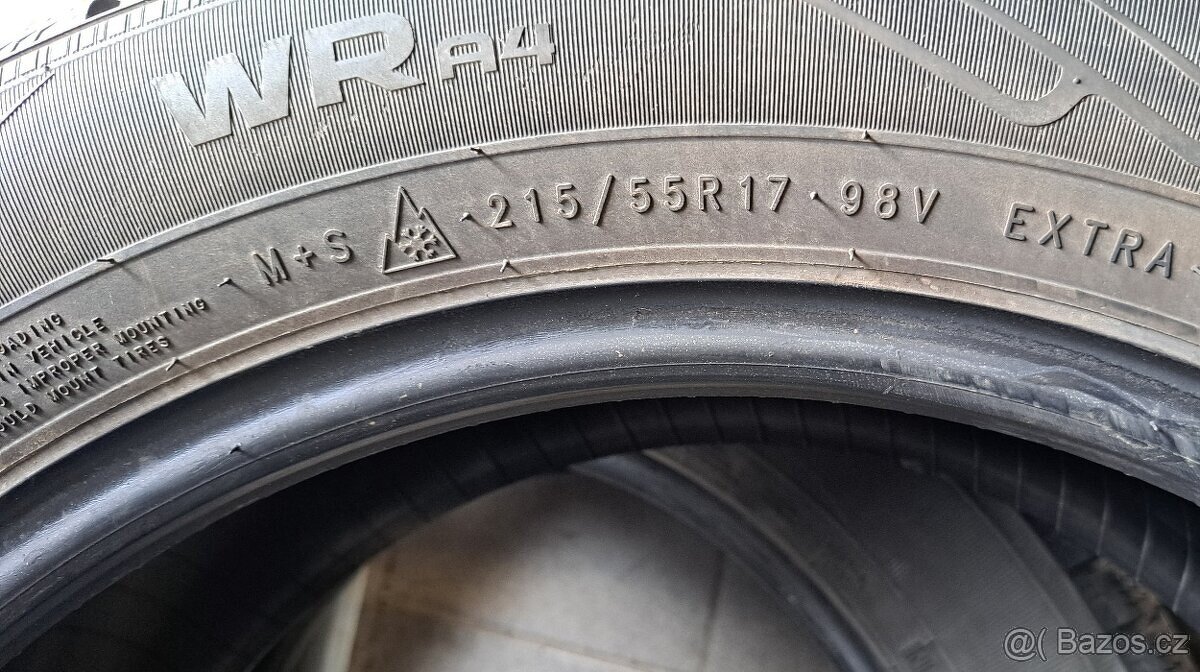 WR A4
M+S 215/55R17 98V EXTRA
VEHICLE
IMPROPER MOUNTING
MOUNT TIRES
@( Bazos.cz